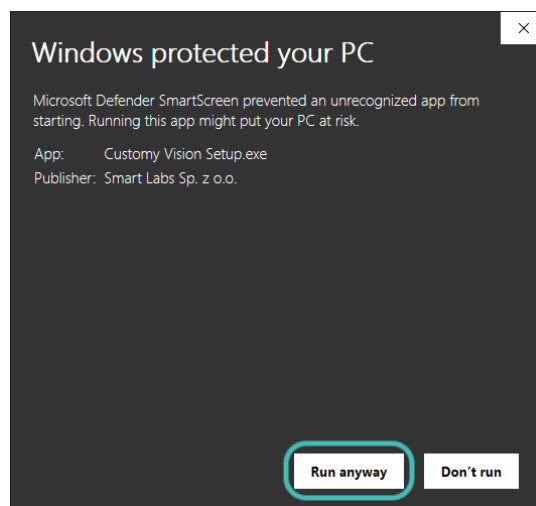 Windows protected your PC
Microsoft Defender SmartScreen prevented an unrecognized app from
starting. Running this app might put your PC at risk.
App: Customy Vision Setup.exe
Publisher: Smart Labs Sp. z o.o.
Run anyway Don't run